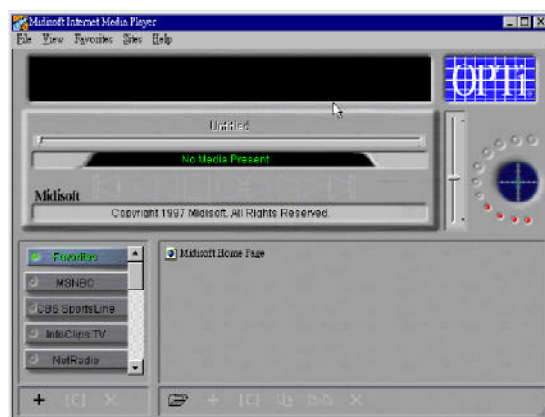 Midisoft Internet Media Player
File View Favorites Sites Help
OPTi
Untitled
No Media Present
Midisoft
Copyright 1997 Midisoft. All Rights Reserved.
Favorites
Midisoft Home Page
MSNBC
CBS SportsLine
InfoClips TV
NetRadio